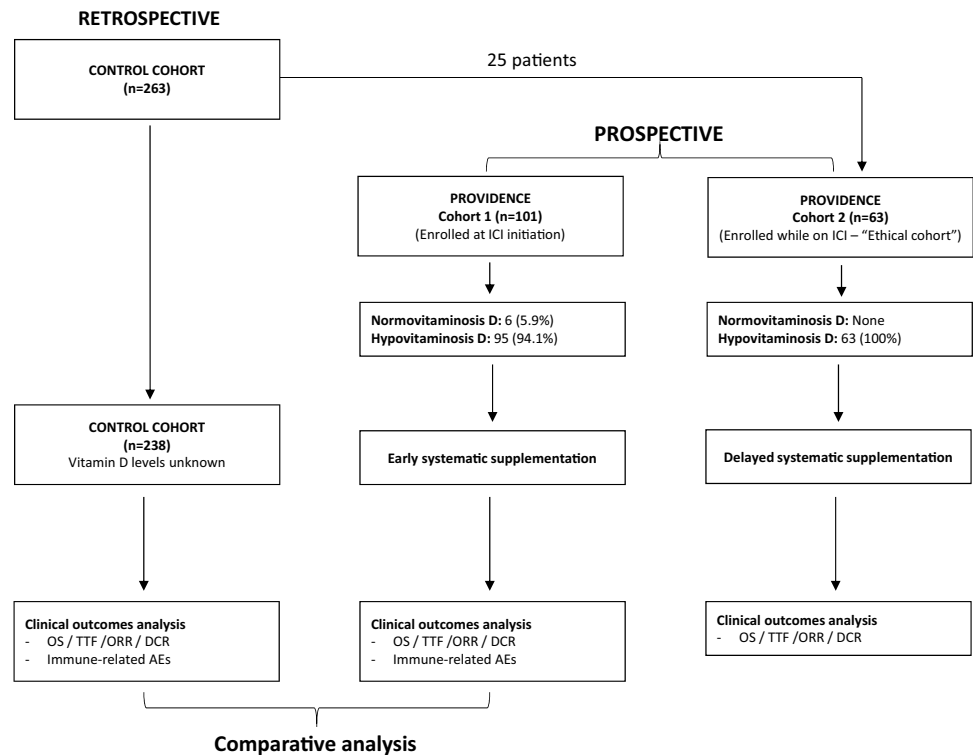 RETROSPECTIVE
CONTROL COHORT
(n=263)
25 patients
PROSPECTIVE
PROVIDENCE
Cohort 1 (n=101)
(Enrolled at ICI initiation)
PROVIDENCE
Cohort 2 (n=63)
(Enrolled while on ICI – “Ethical cohort”)
Normovitaminosis D: 6 (5.9%)
Hypovitaminosis D: 95 (94.1%)
Normovitaminosis D: None
Hypovitaminosis D: 63 (100%)
CONTROL COHORT
(n=238)
Vitamin D levels unknown
Early systematic supplementation
Delayed systematic supplementation
Clinical outcomes analysis
- OS / TTF /ORR / DCR
- Immune-related AEs
Clinical outcomes analysis
- OS / TTF /ORR / DCR
- Immune-related AEs
Clinical outcomes analysis
- OS / TTF /ORR / DCR
Comparative analysis